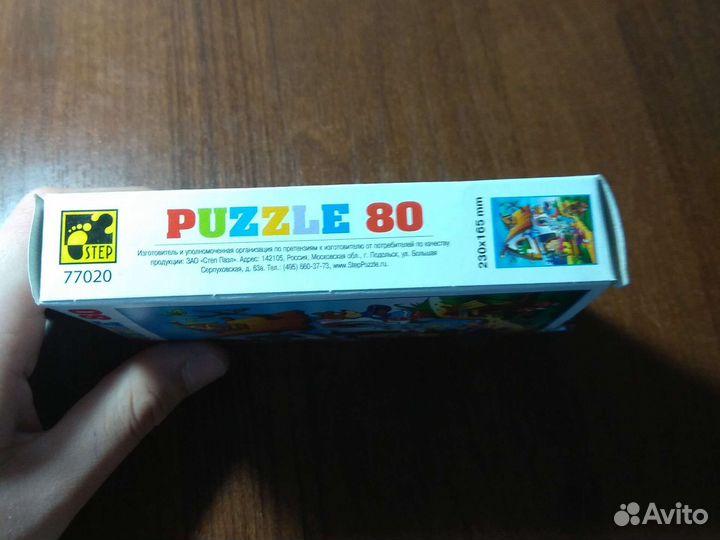 STEP
PUZZLE
77020
PUZZLE 80
Изготовитель и уполномоченная организация по претензиям к изготовителю от потребителей по качеству
продукции: ЗАО «Степ Пазл». Адрес: 142105, Россия, Московская обл., г. Подольск, ул. Большая
Серпуховская, д. 63а. Тел.: (495) 660-37-73, www.StepPuzzle.ru.
230x165 mm
Avito